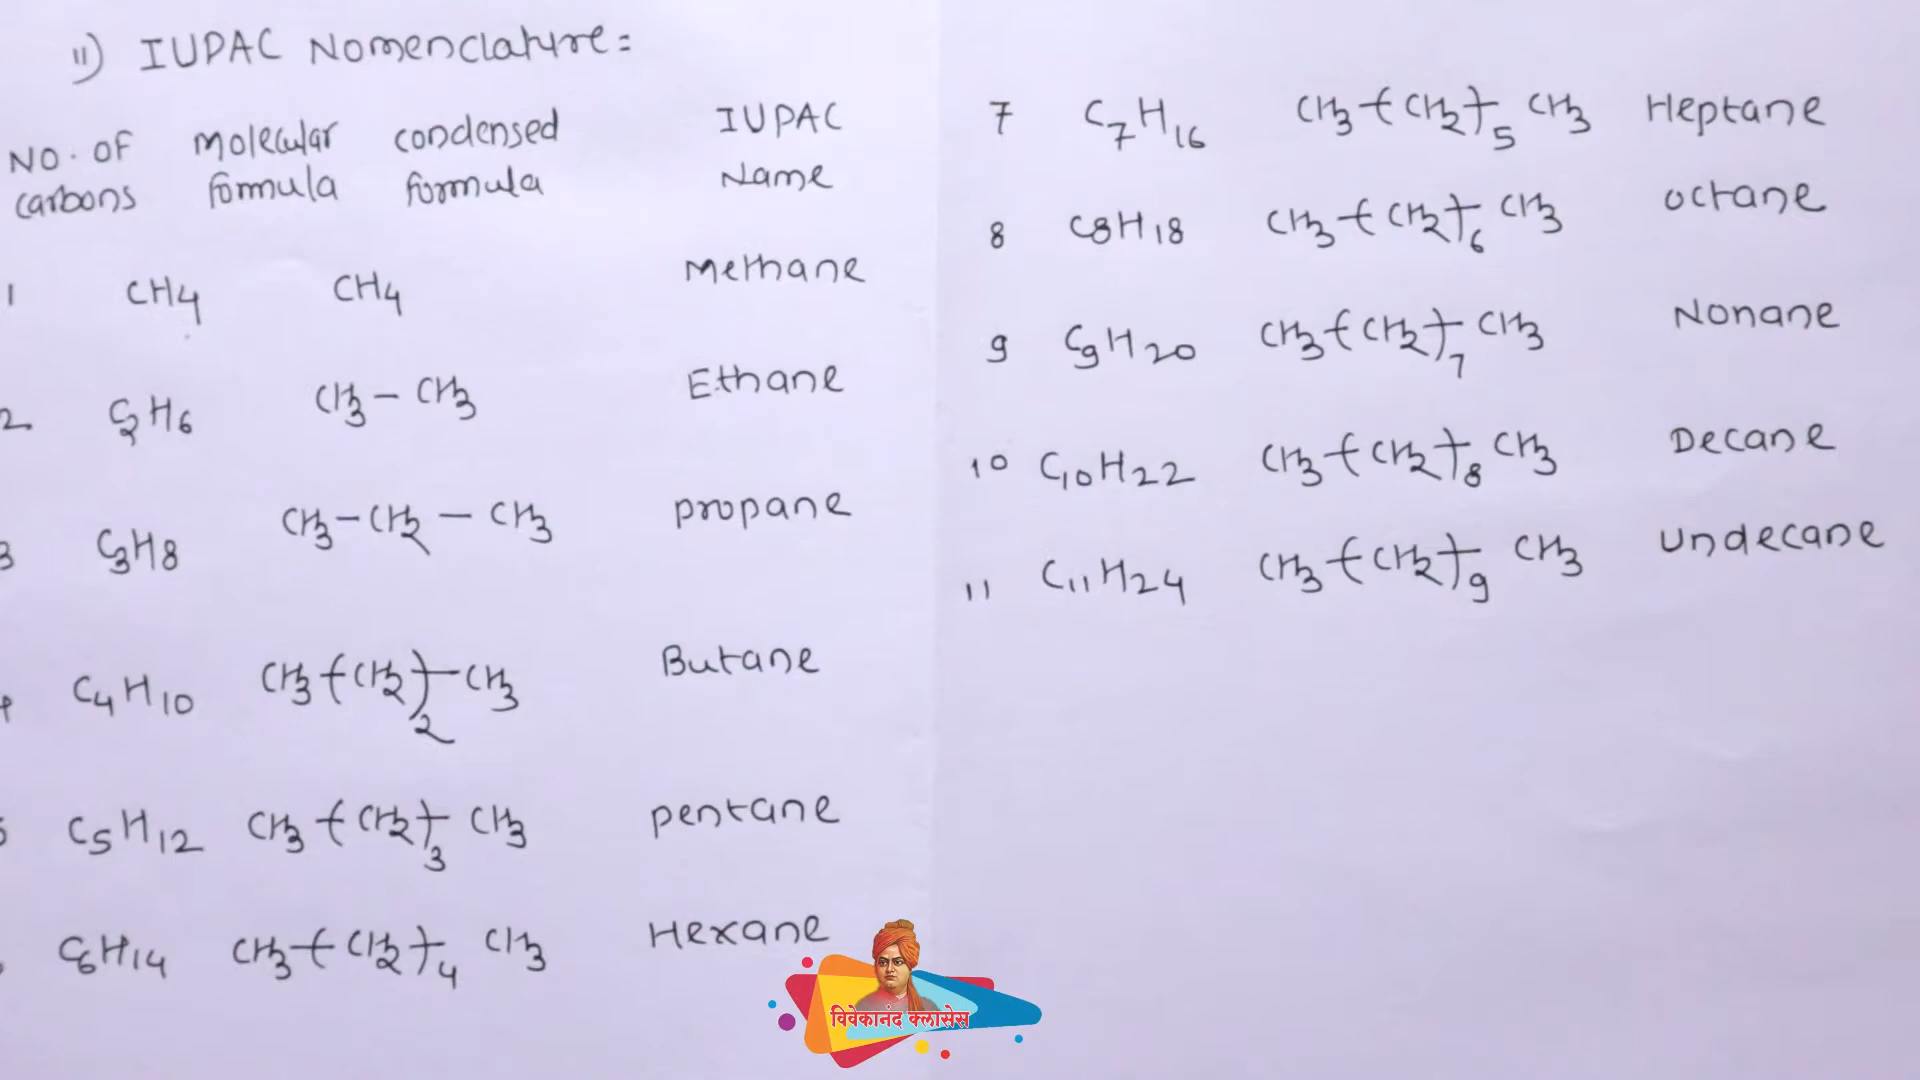 11) IUPAC Nomenclature:
No. of carbons molecular formula condensed formula IUPAC Name
1 CH4 CH4 Methane
2 C2H6 CH3-CH3 Ethane
3 C3H8 CH3-CH2-CH3 propane
4 C4H10 CH3-(CH2)2-CH3 Butane
5 C5H12 CH3-(CH2)3-CH3 pentane
C6H14 CH3-(CH2)4-CH3 Hexane
7 C7H16 CH3-(CH2)5-CH3 Heptane
8 C8H18 CH3-(CH2)6-CH3 octane
9 C9H20 CH3-(CH2)7-CH3 Nonane
10 C10H22 CH3-(CH2)8-CH3 Decane
11 C11H24 CH3-(CH2)9-CH3 Undecane
विवेकानंद क्लासेस